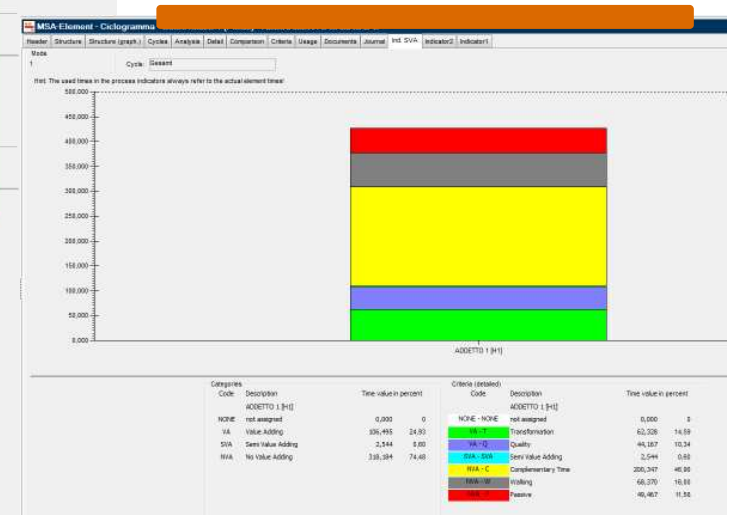 MSA-Element - Ciclogramma
Header Structure Structure (graph.) Cycles Analysis Detail Comparison Criteria Usage Documents Journal Ind. SVA Indicator2 Indicator1
Moda
1 Cycle: Gesamt
Hint: The used times in the process indicators always refer to the actual element times!
500,000
450,000
400,000
350,000
300,000
250,000
200,000
150,000
100,000
50,000
0,000
ADDETTO 1 [H1]
Categories Criteria (detailed)
Code Description Time value in percent Code Description Time value in percent
ADDETTO 1 [H1] ADDETTO 1 [H1]
NONE not assigned 0,000 0 NONE - NONE not assigned 0,000 0
VA Value Adding 106,495 24,93 VA - T Transformation 62,328 14,59
SVA Semi Value Adding 2,544 0,60 VA - Q Quality 44,167 10,34
NVA No Value Adding 318,184 74,48 SVA - SVA Semi Value Adding 2,544 0,60
NVA - C Complementary Time 200,347
NVA - W Walking 68,370 16,00
Passive 49,467 11,58